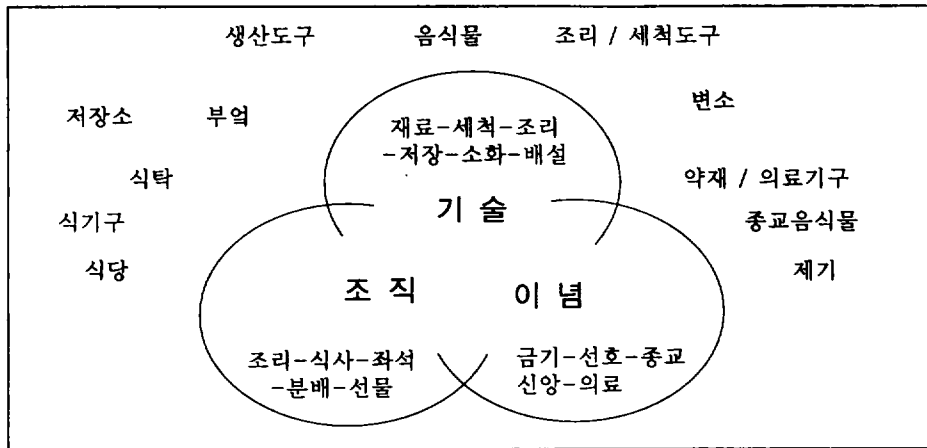 생산도구 음식물 조리 / 세척도구
저장소 부엌 변소
재료-세척-조리
-저장-소화-배설
식탁 약재 / 의료기구
기 술
식기구 종교음식물
식당 제기
조 직 이 념
조리-식사-좌석 금기-선호-종교
-분배-선물 신앙-의료